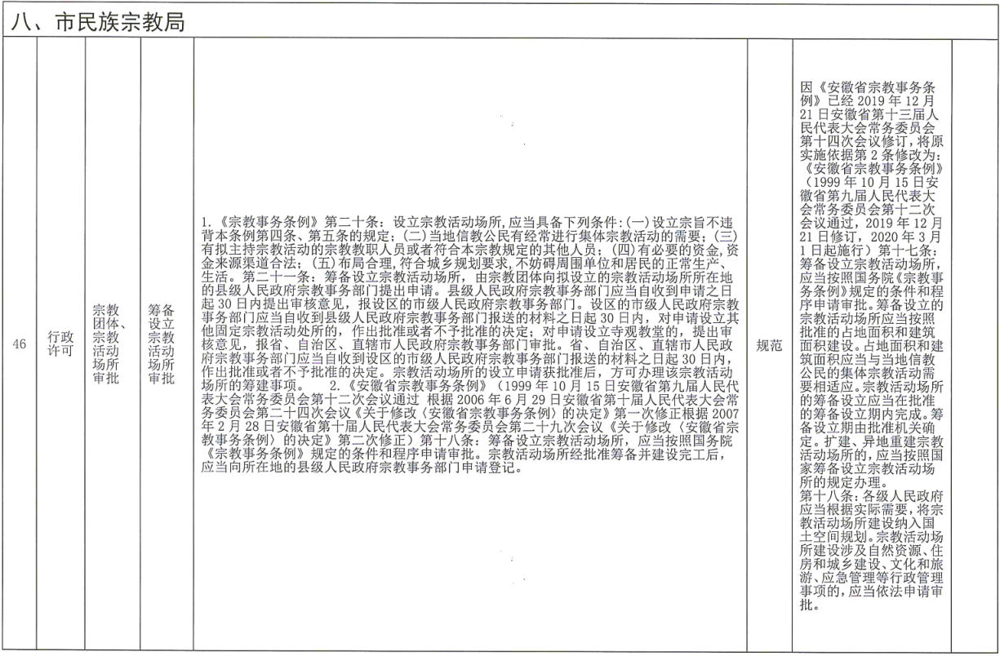 八、市民族宗教局
46
行政
许可
宗教
团体、
宗教
活动
场所
审批
筹备
设立
宗教
活动
场所
审批
1.《宗教事务条例》第二十条：设立宗教活动场所,应当具备下列条件:(一)设立宗旨不违
背本条例第四条、第五条的规定;(二)当地信教公民有经常进行集体宗教活动的需要;(三)
有拟主持宗教活动的宗教教职人员或者符合本宗教规定的其他人员;(四)有必要的资金,资
金来源渠道合法;(五)布局合理,符合城乡规划要求,不妨碍周围单位和居民的正常生产、
生活。第二十一条：筹备设立宗教活动场所，由宗教团体向拟设立的宗教活动场所所在地
的县级人民政府宗教事务部门提出申请。县级人民政府宗教事务部门应当自收到申请之日
起30日内提出审核意见，报设区的市级人民政府宗教事务部门。设区的市级人民政府宗教
事务部门应当自收到县级人民政府宗教事务部门报送的材料之日起30日内，对申请设立其
他固定宗教活动处所的，作出批准或者不予批准的决定；对申请设立寺观教堂的，提出审
核意见，报省、自治区、直辖市人民政府宗教事务部门审批。省、自治区、直辖市人民政
府宗教事务部门应当自收到设区的市级人民政府宗教事务部门报送的材料之日起30日内，
作出批准或者不予批准的决定。宗教活动场所的设立申请获批准后，方可办理该宗教活动
场所的筹建事项。 2.《安徽省宗教事务条例》（1999年10月15日安徽省第九届人民代
表大会常务委员会第十二次会议通过 根据2006年6月29日安徽省第十届人民代表大会常
务委员会第二十四次会议《关于修改〈安徽省宗教事务条例〉的决定》第一次修正根据2007
年2月28日安徽省第十届人民代表大会常务委员会第二十九次会议《关于修改〈安徽省宗
教事务条例〉的决定》第二次修正）第十八条：筹备设立宗教活动场所，应当按照国务院
《宗教事务条例》规定的条件和程序申请审批。宗教活动场所经批准筹备并建设完工后，
应当向所在地的县级人民政府宗教事务部门申请登记。
规范
因《安徽省宗教事务条
例》已经2019年12月
21日安徽省第十三届人
民代表大会常务委员会
第十四次会议修订,将原
实施依据第2条修改为：
《安徽省宗教事务条例》
（1999年10月15日安
徽省第九届人民代表大
会常务委员会第十二次
会议通过，2019年12月
21日修订，2020年3月
1日起施行）第十七条：
筹备设立宗教活动场所，
应当按照国务院《宗教事
务条例》规定的条件和程
序申请审批。筹备设立的
宗教活动场所应当按照
批准的占地面积和建筑
面积建设。占地面积和建
筑面积应当与当地信教
公民的集体宗教活动需
要相适应。宗教活动场所
的筹备设立应当在批准
的筹备设立期内完成。筹
备设立期由批准机关确
定。扩建、异地重建宗教
活动场所的，应当按照国
家筹备设立宗教活动场
所的规定办理。
第十八条：各级人民政府
应当根据实际需要，将宗
教活动场所建设纳入国
土空间规划。宗教活动场
所建设涉及自然资源、住
房和城乡建设、文化和旅
游、应急管理等行政管理
事项的，应当依法申请审
批。